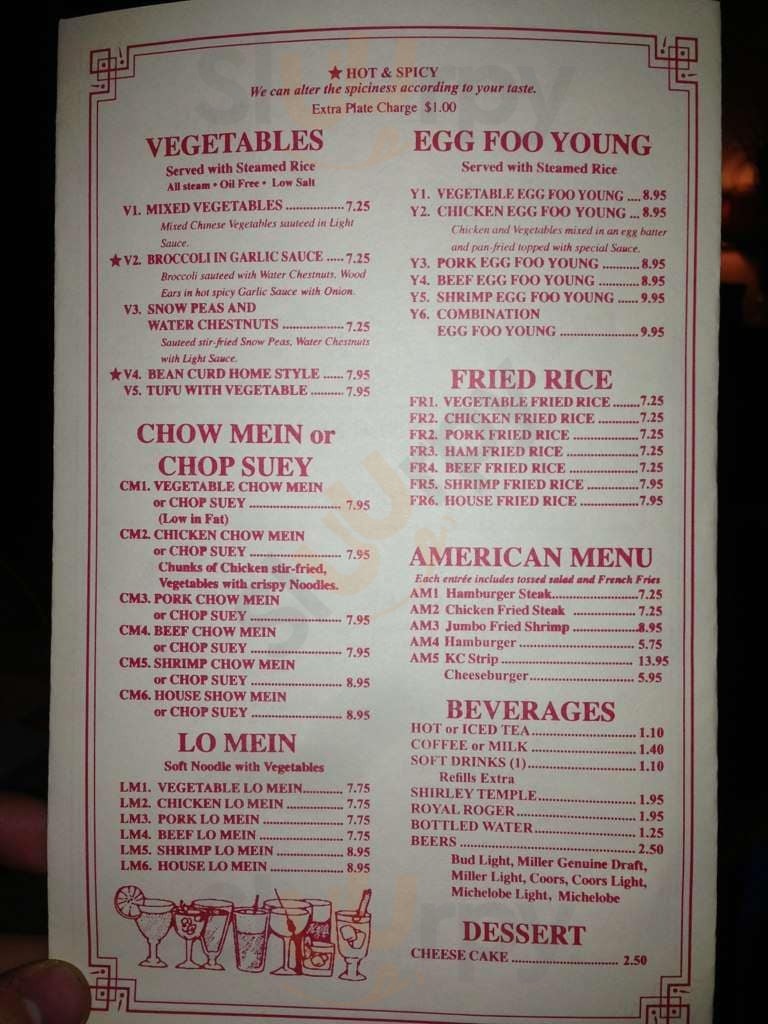 ★ HOT & SPICY
We can alter the spiciness according to your taste.
Extra Plate Charge $1.00
VEGETABLES
Served with Steamed Rice
All steam • Oil Free • Low Salt
V1. MIXED VEGETABLES ................. 7.25
Mixed Chinese Vegetables sauteed in Light
Sauce.
★ V2. BROCCOLI IN GARLIC SAUCE ..... 7.25
Broccoli sauteed with Water Chestnuts, Wood
Ears in hot spicy Garlic Sauce with Onion.
V3. SNOW PEAS AND
WATER CHESTNUTS .................. 7.25
Sauteed stir-fried Snow Peas, Water Chestnuts
with Light Sauce.
★ V4. BEAN CURD HOME STYLE ...... 7.95
V5. TUFU WITH VEGETABLE .......... 7.95
CHOW MEIN or
CHOP SUEY
CM1. VEGETABLE CHOW MEIN
or CHOP SUEY .......................... 7.95
(Low in Fat)
CM2. CHICKEN CHOW MEIN
or CHOP SUEY .......................... 7.95
Chunks of Chicken stir-fried,
Vegetables with crispy Noodles.
CM3. PORK CHOW MEIN
or CHOP SUEY .......................... 7.95
CM4. BEEF CHOW MEIN
or CHOP SUEY .......................... 7.95
CM5. SHRIMP CHOW MEIN
or CHOP SUEY .......................... 8.95
CM6. HOUSE SHOW MEIN
or CHOP SUEY .......................... 8.95
LO MEIN
Soft Noodle with Vegetables
LM1. VEGETABLE LO MEIN............ 7.75
LM2. CHICKEN LO MEIN ................ 7.75
LM3. PORK LO MEIN ...................... 7.75
LM4. BEEF LO MEIN ...................... 7.75
LM5. SHRIMP LO MEIN .................. 8.95
LM6. HOUSE LO MEIN .................... 8.95
EGG FOO YOUNG
Served with Steamed Rice
Y1. VEGETABLE EGG FOO YOUNG .... 8.95
Y2. CHICKEN EGG FOO YOUNG ... 8.95
Chicken and Vegetables mixed in an egg batter
and pan-fried topped with special Sauce.
Y3. PORK EGG FOO YOUNG .......... 8.95
Y4. BEEF EGG FOO YOUNG .......... 8.95
Y5. SHRIMP EGG FOO YOUNG ...... 9.95
Y6. COMBINATION
EGG FOO YOUNG ..................... 9.95
FRIED RICE
FR1. VEGETABLE FRIED RICE ........ 7.25
FR2. CHICKEN FRIED RICE ............ 7.25
FR2. PORK FRIED RICE .................. 7.25
FR3. HAM FRIED RICE ................... 7.25
FR4. BEEF FRIED RICE .................. 7.25
FR5. SHRIMP FRIED RICE .............. 7.95
FR6. HOUSE FRIED RICE ................ 7.95
AMERICAN MENU
Each entrée includes tossed salad and French Fries
AM1 Hamburger Steak..................... 7.25
AM2 Chicken Fried Steak ................ 7.25
AM3 Jumbo Fried Shrimp ................ 8.95
AM4 Hamburger .............................. 5.75
AM5 KC Strip .................................. 13.95
Cheeseburger........................... 5.95
BEVERAGES
HOT or ICED TEA........................... 1.10
COFFEE or MILK ........................... 1.40
SOFT DRINKS (1)........................... 1.10
Refills Extra
SHIRLEY TEMPLE......................... 1.95
ROYAL ROGER.............................. 1.95
BOTTLED WATER......................... 1.25
BEERS ............................................. 2.50
Bud Light, Miller Genuine Draft,
Miller Light, Coors, Coors Light,
Michelobe Light, Michelobe
DESSERT
CHEESE CAKE ........................... 2.50